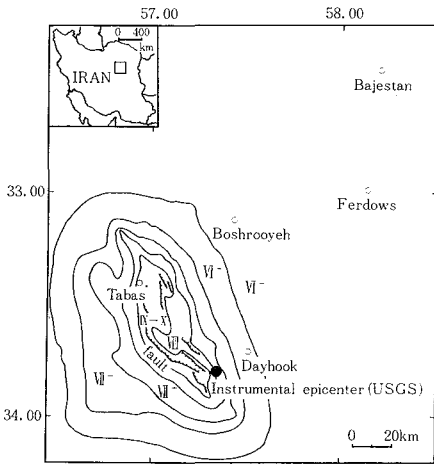 57.00 58.00
0 400
km
IRAN
Bajestan
33.00
Ferdows
Boshrooyeh
Ⅶ⁻ Ⅵ⁻
Tabas
Ⅸ-Ⅹ
Ⅷ
fault
Dayhook
Ⅶ⁻ Ⅷ⁻
Instrumental epicenter (USGS)
34.00
0 20km